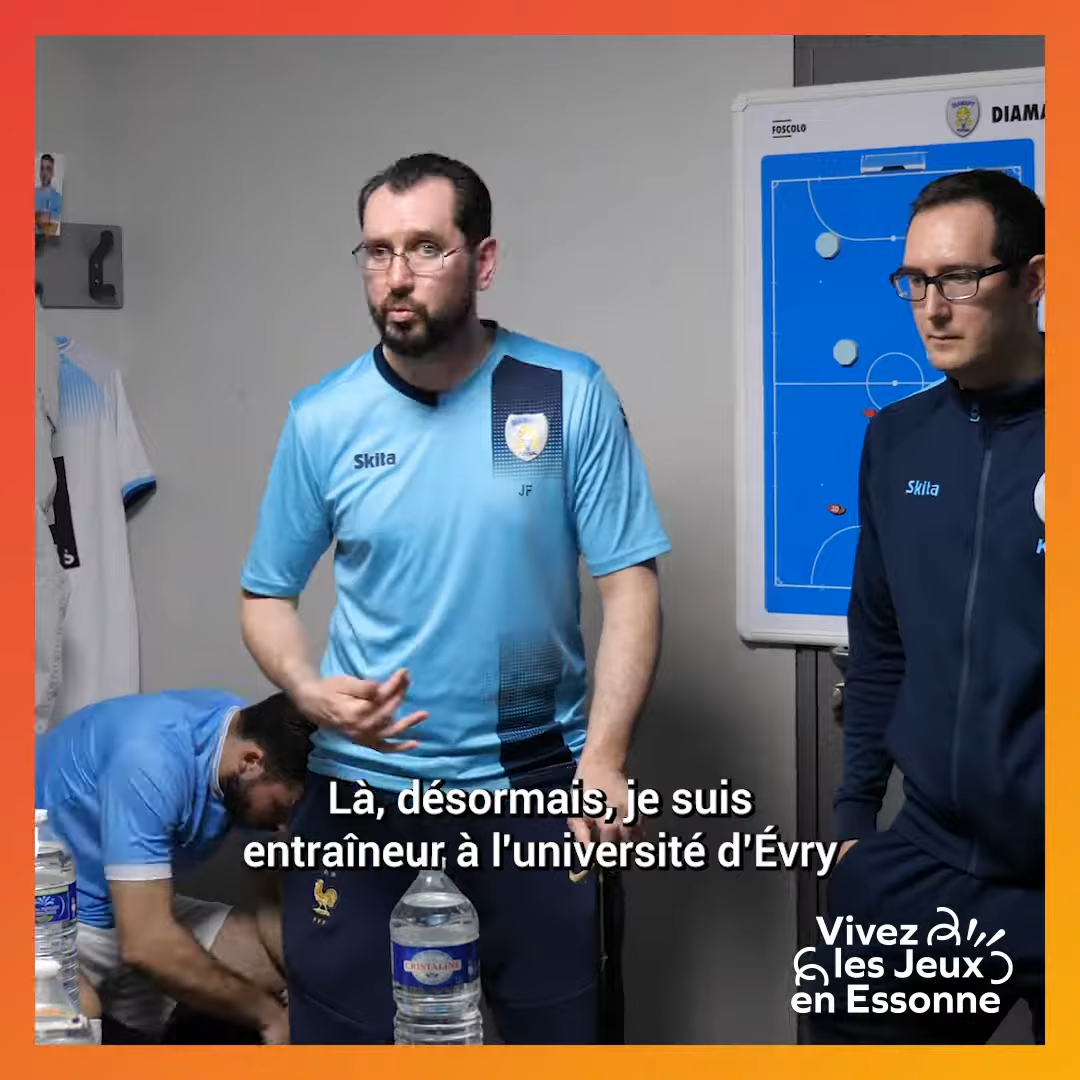 FOSCOLO
DIAMA
Skita
JF
Skita
Là, désormais, je suis
entraîneur à l'université d'Évry
CRISTALINE
Vivez
les Jeux
en Essonne